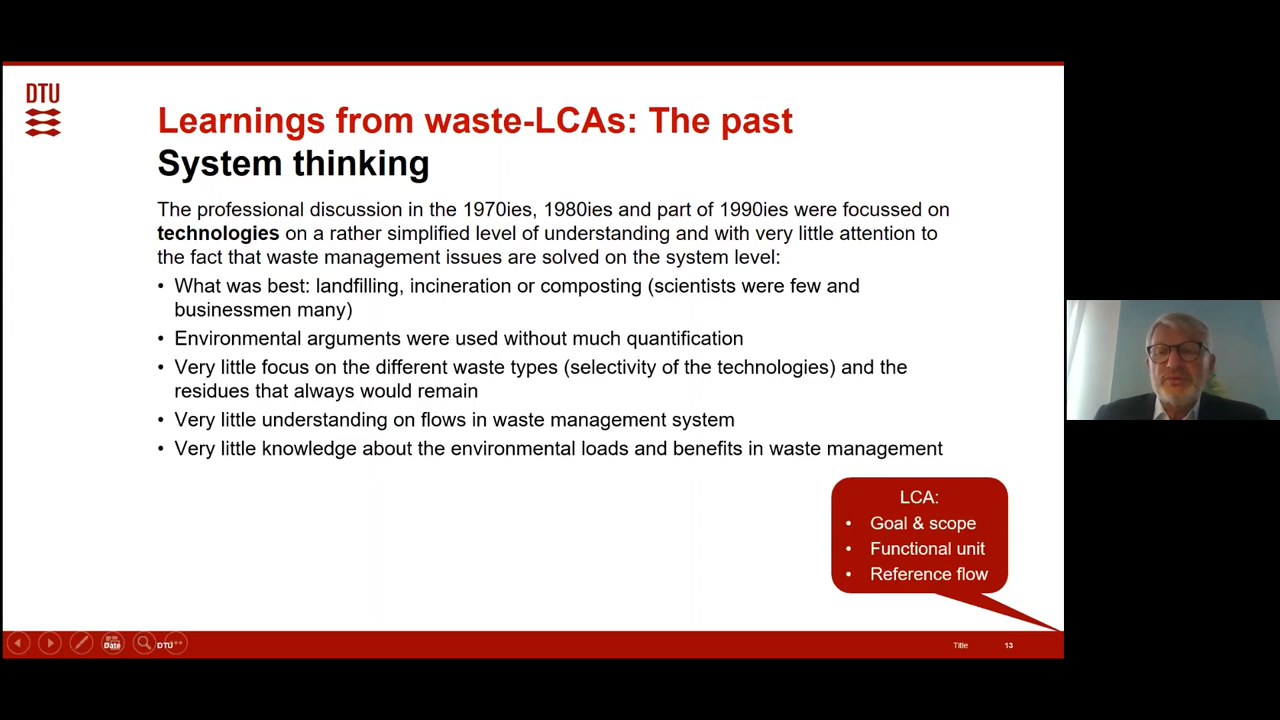 DTU
Learnings from waste-LCAs: The past
System thinking
The professional discussion in the 1970ies, 1980ies and part of 1990ies were focussed on
technologies on a rather simplified level of understanding and with very little attention to
the fact that waste management issues are solved on the system level:
• What was best: landfilling, incineration or composting (scientists were few and
businessmen many)
• Environmental arguments were used without much quantification
• Very little focus on the different waste types (selectivity of the technologies) and the
residues that always would remain
• Very little understanding on flows in waste management system
• Very little knowledge about the environmental loads and benefits in waste management
LCA:
• Goal & scope
• Functional unit
• Reference flow
Date
DTU
Title
13